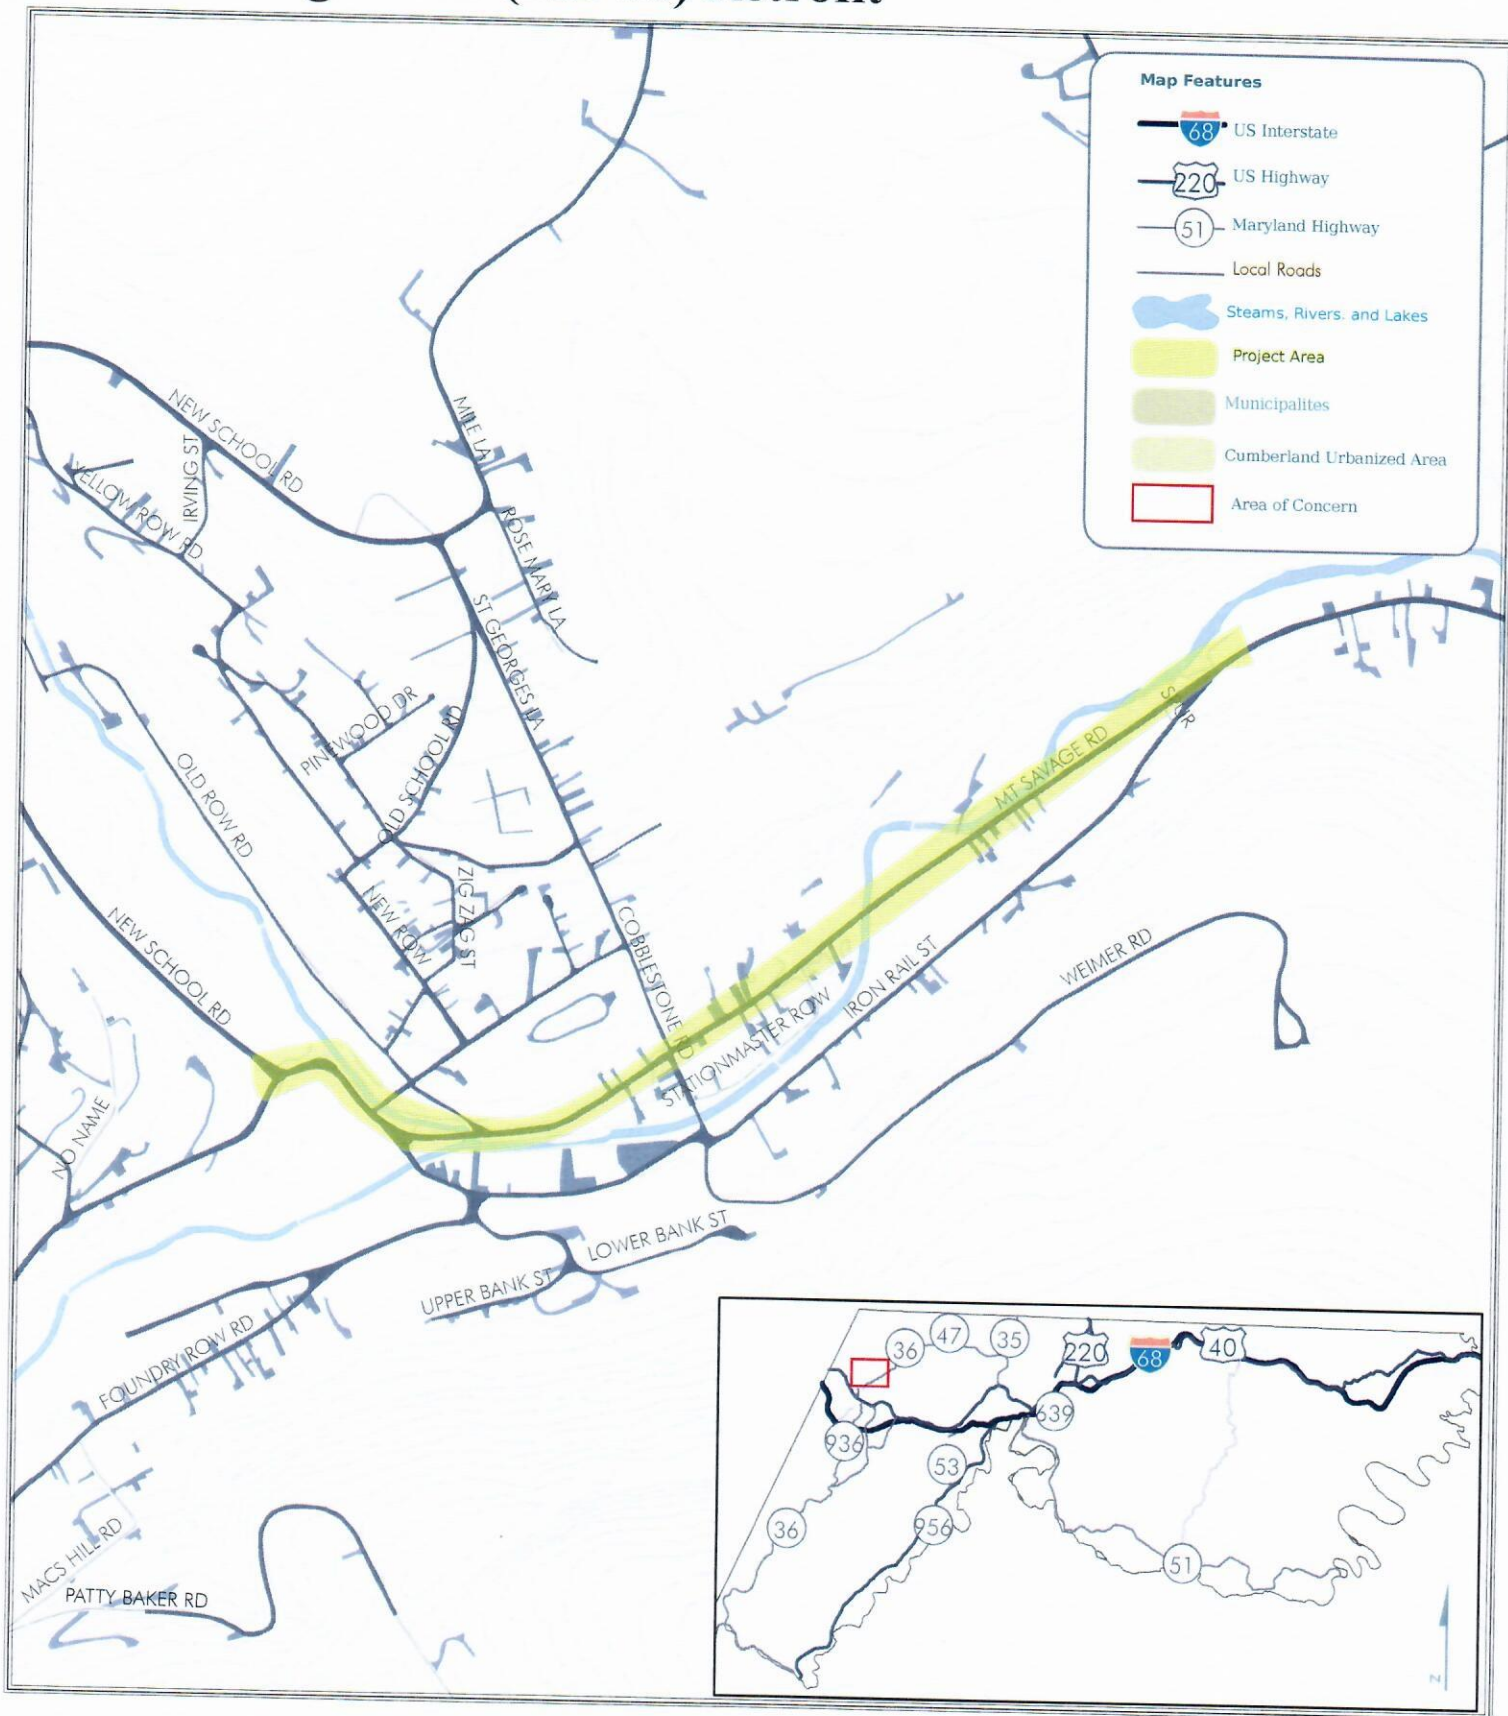 Map Features
68 US Interstate
220 US Highway
51 Maryland Highway
Local Roads
Steams, Rivers. and Lakes
Project Area
Municipalites
Cumberland Urbanized Area
Area of Concern
NEW SCHOOL RD
MILE LA
IRVING ST
YELLOW ROW RD
ROSE MARY LA
ST GEORGES LA
PINEWOOD DR
OLD SCHOOL RD
SPUR
MT SAVAGE RD
OLD ROW RD
ZIG ZAG ST
NEW ROW
COBBLESTONE RD
NEW SCHOOL RD
IRON RAIL ST
WEIMER RD
STATIONMASTER ROW
NO NAME
LOWER BANK ST
UPPER BANK ST
FOUNDRY ROW RD
MACS HILL RD
PATTY BAKER RD
36
47
35
220
68
40
639
936
53
36
956
51
N